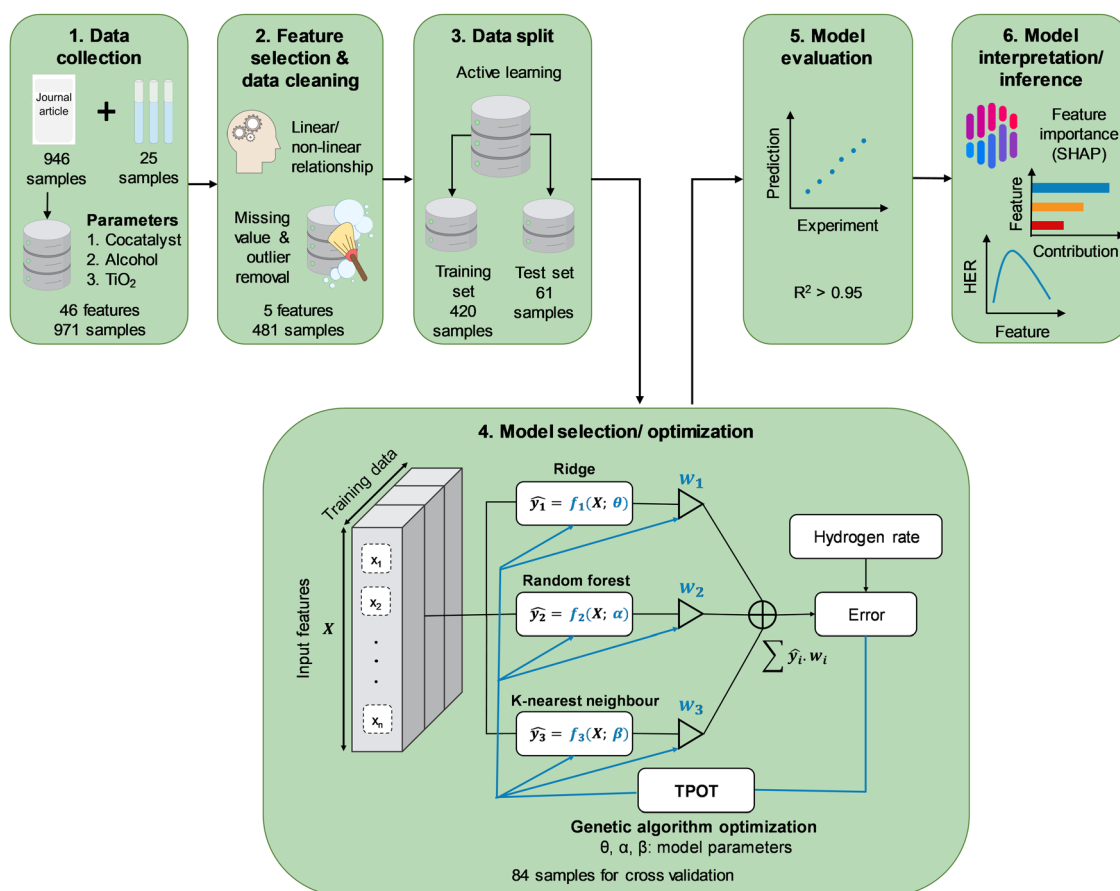 1. Data
collection
Journal
article
+
946
samples
25
samples
Parameters
1. Cocatalyst
2. Alcohol
3. TiO₂
46 features
971 samples
2. Feature
selection &
data cleaning
Linear/
non-linear
relationship
Missing
value &
outlier
removal
5 features
481 samples
3. Data split
Active learning
Training
set
420
samples
Test set
61
samples
5. Model
evaluation
Prediction
Experiment
R² > 0.95
6. Model
interpretation/
inference
Feature
importance
(SHAP)
Feature
Contribution
HER
Feature
4. Model selection/ optimization
Training data
Input features
X
x₁
x₂
xₙ
Ridge
ŷ₁ = f₁(X; θ)
w₁
Random forest
ŷ₂ = f₂(X; α)
w₂
K-nearest neighbour
ŷ₃ = f₃(X; β)
w₃
∑ ŷᵢ. wᵢ
Hydrogen rate
Error
TPOT
Genetic algorithm optimization
θ, α, β: model parameters
84 samples for cross validation